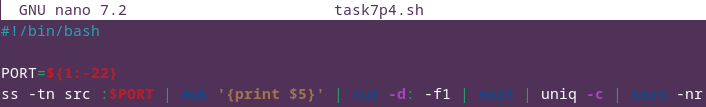 GNU nano 7.2 task7p4.sh
#!/bin/bash
PORT=${1:-22}
ss -tn src :$PORT | awk '{print $5}' | cut -d: -f1 | sort | uniq -c | sort -nr